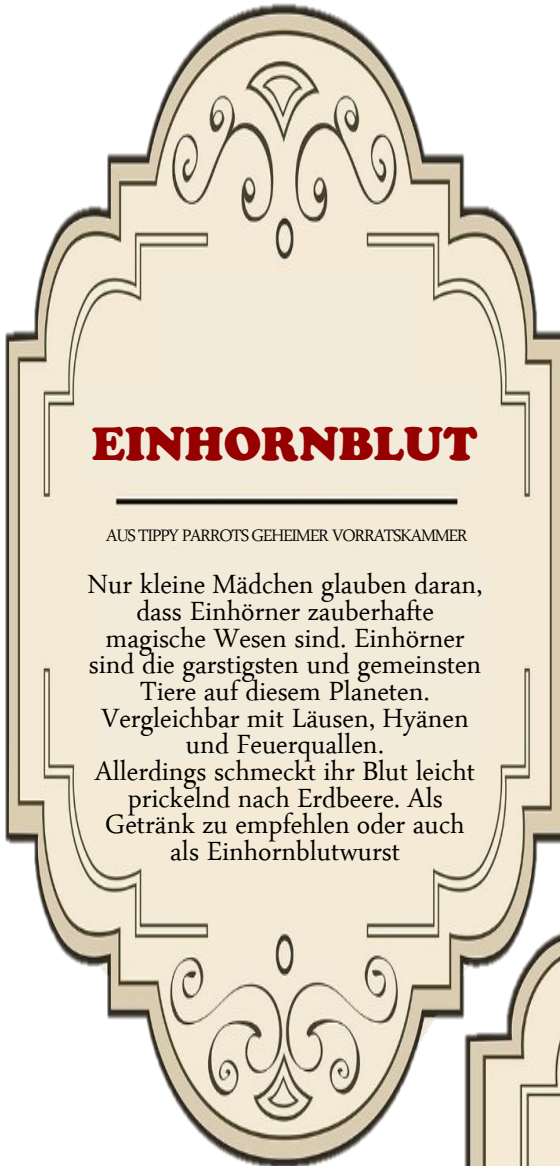 EINHORNBLUT
AUS TIPPY PARROTS GEHEIMER VORRATSKAMMER
Nur kleine Mädchen glauben daran,
dass Einhörner zauberhafte
magische Wesen sind. Einhörner
sind die garstigsten und gemeinsten
Tiere auf diesem Planeten.
Vergleichbar mit Läusen, Hyänen
und Feuerquallen.
Allerdings schmeckt ihr Blut leicht
prickelnd nach Erdbeere. Als
Getränk zu empfehlen oder auch
als Einhornblutwurst